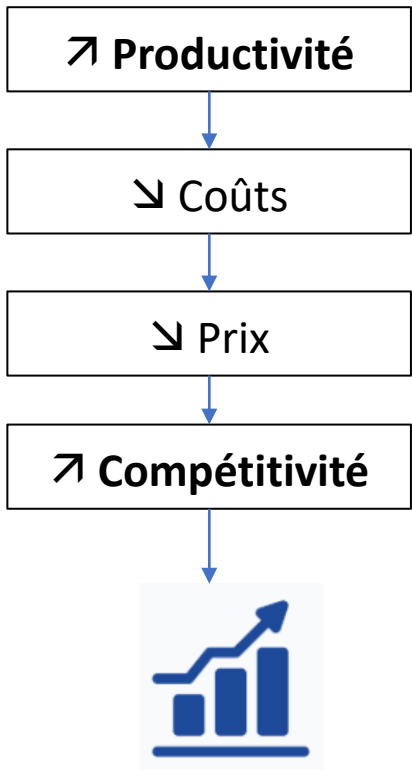 ↗ Productivité
↘ Coûts
↘ Prix
↗ Compétitivité